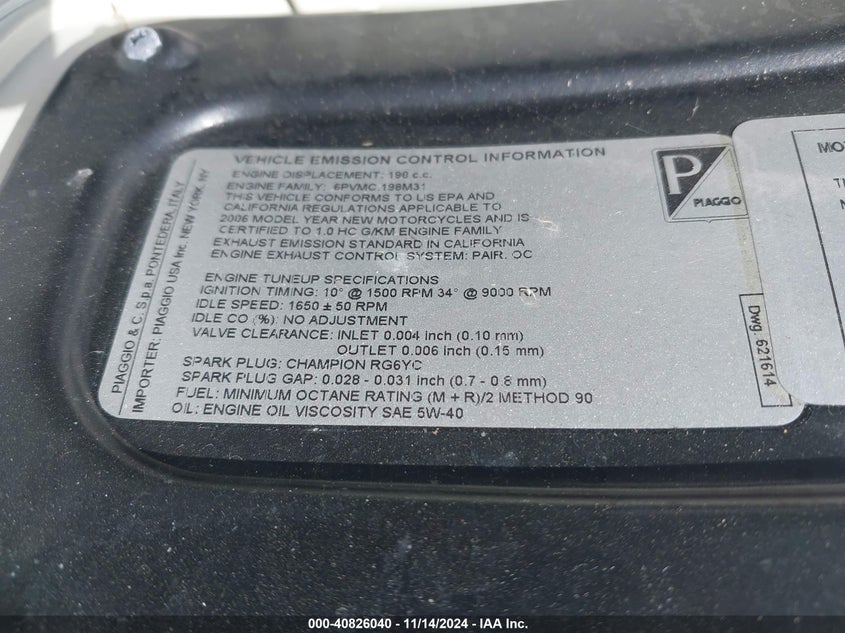 VEHICLE EMISSION CONTROL INFORMATION
ENGINE DISPLACEMENT: 198 c.c.
ENGINE FAMILY: 6PVMC.198M31
THIS VEHICLE CONFORMS TO US EPA AND
CALIFORNIA REGULATIONS APPLICABLE TO
2006 MODEL YEAR NEW MOTORCYCLES AND IS
CERTIFIED TO 1.0 HC G/KM ENGINE FAMILY
EXHAUST EMISSION STANDARD IN CALIFORNIA
ENGINE EXHAUST CONTROL SYSTEM: PAIR. OC
ENGINE TUNEUP SPECIFICATIONS
IGNITION TIMING: 10° @ 1500 RPM 34° @ 9000 RPM
IDLE SPEED: 1650 ± 50 RPM
IDLE CO (%): NO ADJUSTMENT
VALVE CLEARANCE: INLET 0.004 inch (0.10 mm)
OUTLET 0.006 inch (0.15 mm)
SPARK PLUG: CHAMPION RG6YC
SPARK PLUG GAP: 0.028 - 0.031 inch (0.7 - 0.8 mm)
FUEL: MINIMUM OCTANE RATING (M + R)/2 METHOD 90
OIL: ENGINE OIL VISCOSITY SAE 5W-40
PIAGGIO & C. S.p.a. PONTEDERA, ITALY
IMPORTER: PIAGGIO USA Inc. NEW YORK, NY
P
PIAGGIO
Dwg. 621614
MO
TH
N
000-40826040 - 11/14/2024 - IAA Inc.